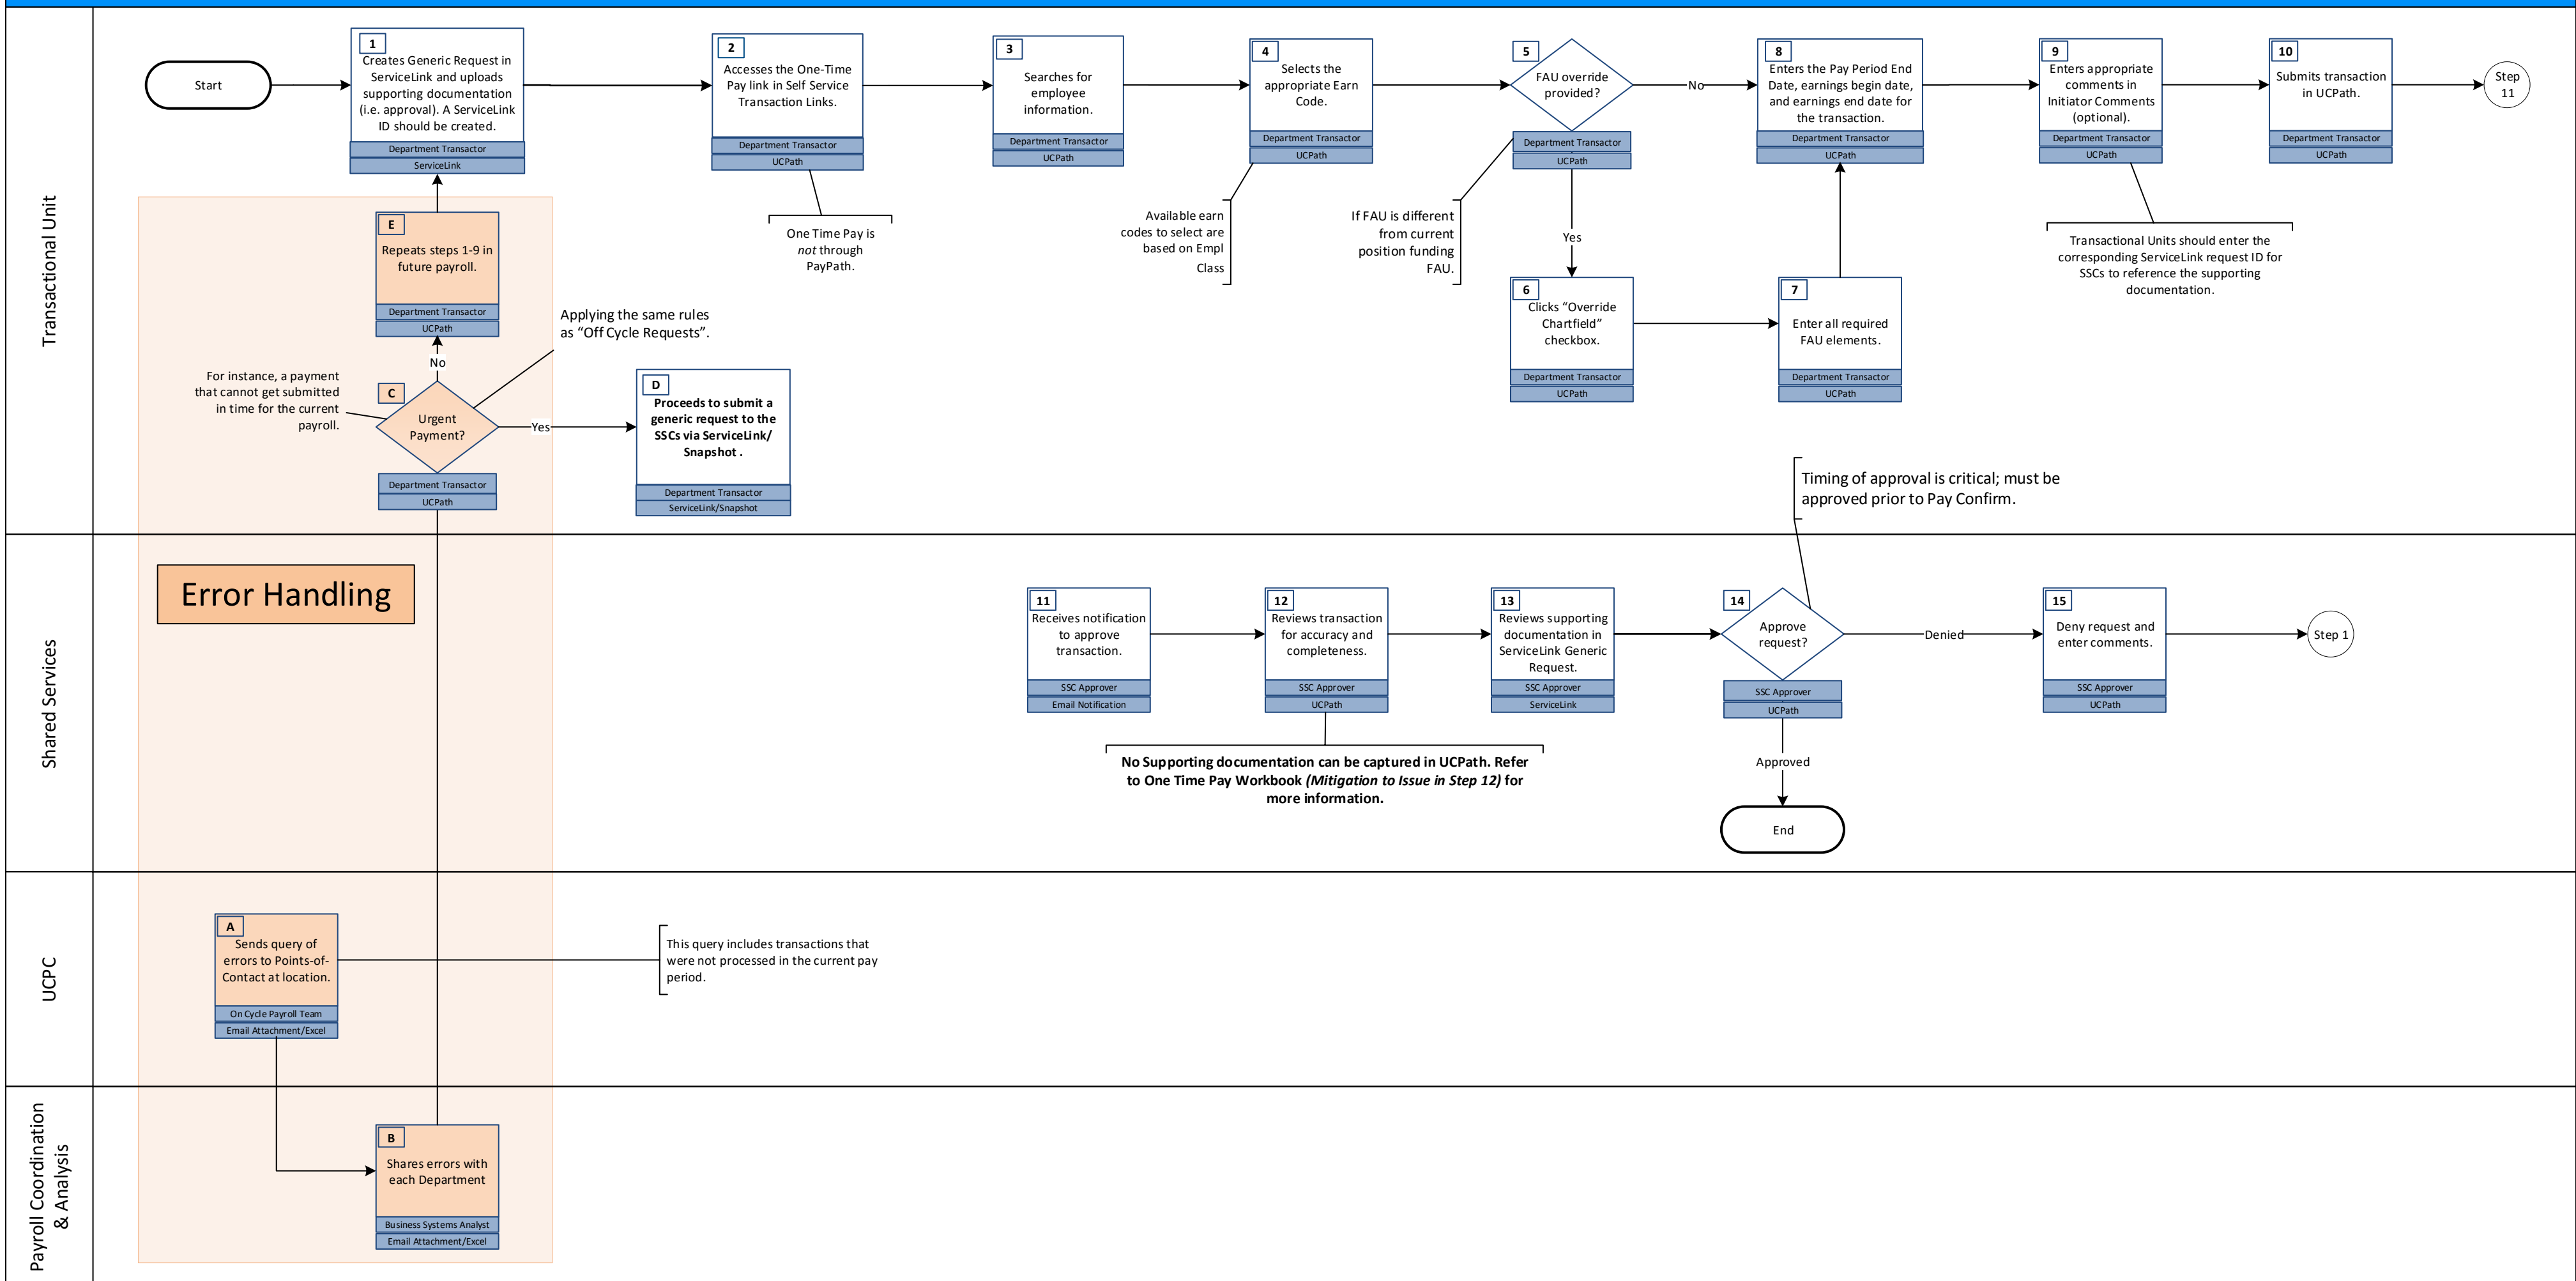 Transactional Unit
Start
1
Creates Generic Request in
ServiceLink and uploads
supporting documentation
(i.e. approval). A ServiceLink
ID should be created.
Department Transactor
ServiceLink
2
Accesses the One-Time
Pay link in Self Service
Transaction Links.
Department Transactor
UCPath
One Time Pay is
not through
PayPath.
3
Searches for
employee
information.
Department Transactor
UCPath
4
Selects the
appropriate Earn
Code.
Department Transactor
UCPath
Available earn
codes to select are
based on Empl
Class
5
FAU override
provided?
Department Transactor
UCPath
If FAU is different
from current
position funding
FAU.
No
Yes
6
Clicks “Override
Chartfield”
checkbox.
Department Transactor
UCPath
7
Enter all required
FAU elements.
Department Transactor
UCPath
8
Enters the Pay Period End
Date, earnings begin date,
and earnings end date for
the transaction.
Department Transactor
UCPath
9
Enters appropriate
comments in
Initiator Comments
(optional).
Department Transactor
UCPath
Transactional Units should enter the
corresponding ServiceLink request ID for
SSCs to reference the supporting
documentation.
10
Submits transaction
in UCPath.
Department Transactor
UCPath
Step
11
E
Repeats steps 1-9 in
future payroll.
Department Transactor
UCPath
No
Applying the same rules
as “Off Cycle Requests”.
For instance, a payment
that cannot get submitted
in time for the current
payroll.
C
Urgent
Payment?
Department Transactor
UCPath
Yes
D
Proceeds to submit a
generic request to the
SSCs via ServiceLink/
Snapshot .
Department Transactor
ServiceLink/Snapshot
Timing of approval is critical; must be
approved prior to Pay Confirm.
Shared Services
Error Handling
11
Receives notification
to approve
transaction.
SSC Approver
Email Notification
12
Reviews transaction
for accuracy and
completeness.
SSC Approver
UCPath
No Supporting documentation can be captured in UCPath. Refer
to One Time Pay Workbook (Mitigation to Issue in Step 12) for
more information.
13
Reviews supporting
documentation in
ServiceLink Generic
Request.
SSC Approver
ServiceLink
14
Approve
request?
SSC Approver
UCPath
Denied
Approved
End
15
Deny request and
enter comments.
SSC Approver
UCPath
Step 1
UCPC
A
Sends query of
errors to Points-of-
Contact at location.
On Cycle Payroll Team
Email Attachment/Excel
This query includes transactions that
were not processed in the current pay
period.
Payroll Coordination
& Analysis
B
Shares errors with
each Department
Business Systems Analyst
Email Attachment/Excel